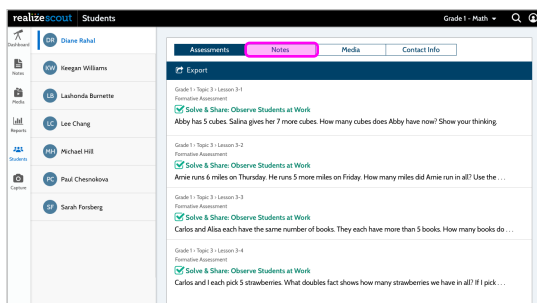 realizescout Students Grade 1 - Math
Dashboard
Notes
Media
Reports
Students
Capture
DR Diane Rahal
KW Keegan Williams
LB Lashonda Burnette
LC Lee Chang
MH Michael Hill
PC Paul Chesnokova
SF Sarah Forsberg
Assessments Notes Media Contact Info
Export
Grade 1 › Topic 3 › Lesson 3-1
Formative Assessment
Solve & Share: Observe Students at Work
Abby has 5 cubes. Salina gives her 7 more cubes. How many cubes does Abby have now? Show your thinking.
Grade 1 › Topic 3 › Lesson 3-2
Formative Assessment
Solve & Share: Observe Students at Work
Amie runs 6 miles on Thursday. He runs 5 more miles on Friday. How many miles did Arnie run in all? Use the . . .
Grade 1 › Topic 3 › Lesson 3-3
Formative Assessment
Solve & Share: Observe Students at Work
Carlos and Alisa each have the same number of books. They each have more than 5 books. How many books do . . .
Grade 1 › Topic 3 › Lesson 3-4
Formative Assessment
Solve & Share: Observe Students at Work
Carlos and I each pick 5 strawberries. What doubles fact shows how many strawberries we have in all? If I pick . . .